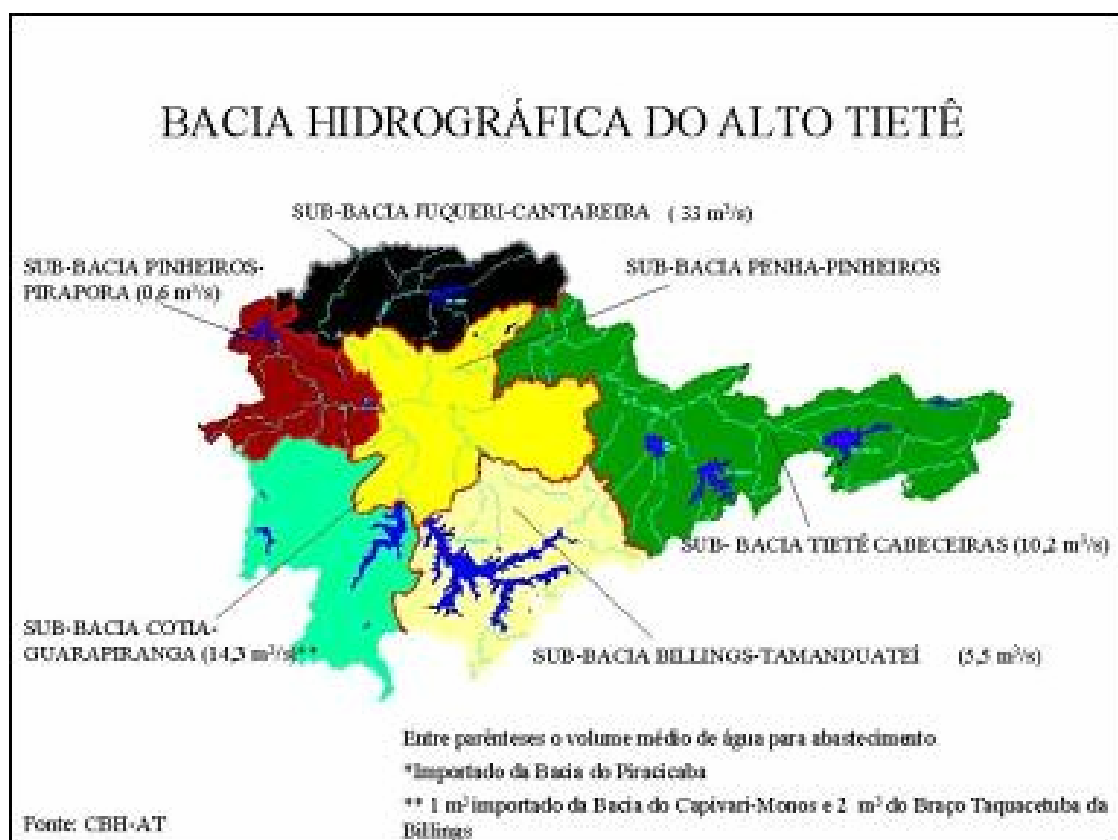 BACIA HIDROGRÁFICA DO ALTO TIETÊ
SUB-BACIA JUQUERI-CANTAREIRA ( 33 m³/s)
SUB-BACIA PINHEIROS-
PIRAPORA (0,6 m³/s)
SUB-BACIA PENHA-PINHEIROS
SUB- BACIA TIETÊ CABECEIRAS (10,2 m³/s)
SUB-BACIA COTIA-
GUARAPIRANGA (14,3 m³/s)**
SUB-BACIA BILLINGS-TAMANDUATEÍ (5,5 m³/s)
Entre parênteses o volume médio de água para abastecimento
*Importado da Bacia do Piracicaba
** 1 m³ importado da Bacia do Capivari-Monos e 2 m³ do Braço Taquacetuba da
Billings
Fonte: CBH-AT